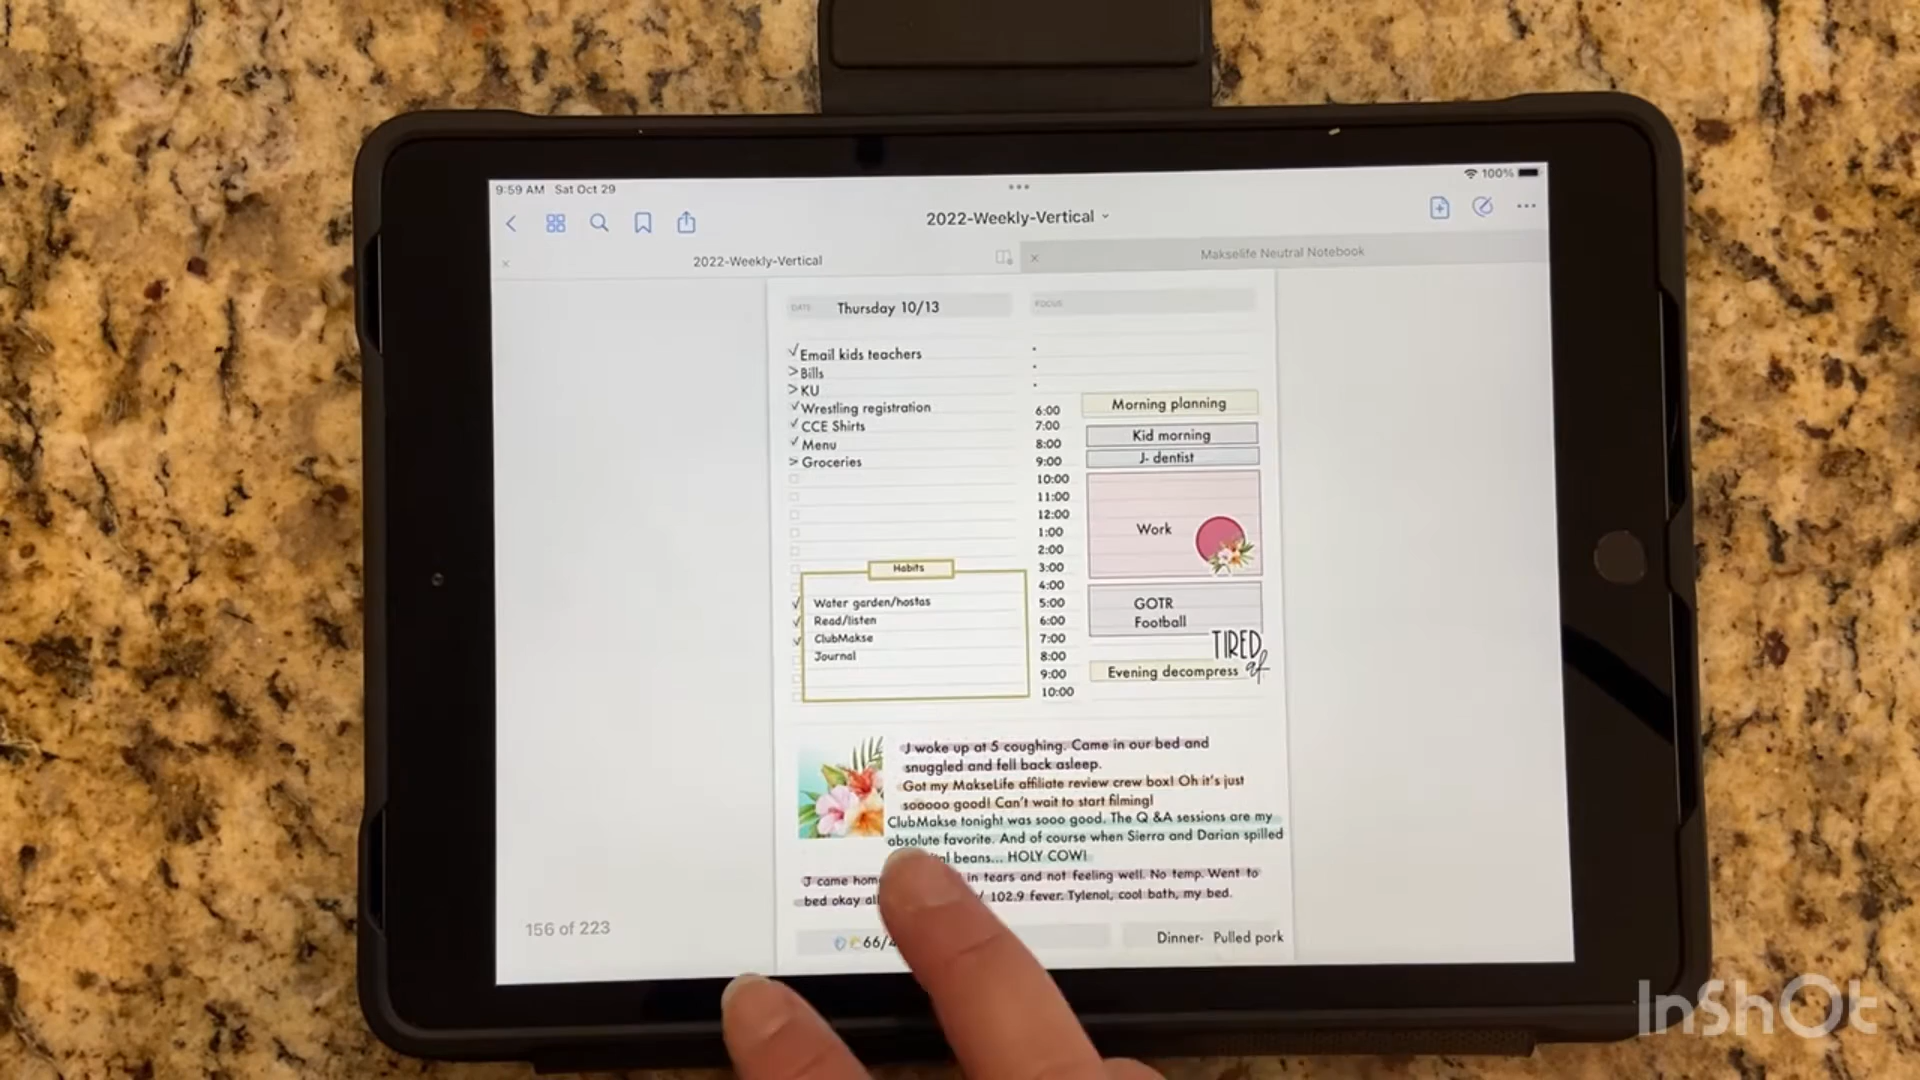 9:59 AM Sat Oct 29
100%
2022-Weekly-Vertical
2022-Weekly-Vertical
Makselife Neutral Notebook
DATE: Thursday 10/13
FOCUS
√ Email kids teachers
> Bills
> KU
√ Wrestling registration
√ CCE Shirts
√ Menu
> Groceries
Habits
√ Water garden/hostas
√ Read/listen
√ ClubMakse
Journal
6:00
7:00
8:00
9:00
10:00
11:00
12:00
1:00
2:00
3:00
4:00
5:00
6:00
7:00
8:00
9:00
10:00
Morning planning
Kid morning
J- dentist
Work
GOTR
Football
TIRED
af
Evening decompress
J woke up at 5 coughing. Came in our bed and
snuggled and fell back asleep.
Got my MakseLife affiliate review crew box! Oh it's just
sooooo good! Can't wait to start filming!
ClubMakse tonight was sooo good. The Q &A sessions are my
absolute favorite. And of course when Sierra and Darian spilled
beans... HOLY COW!
J came home in tears and not feeling well. No temp. Went to
bed okay 102.9 fever. Tylenol, cool bath, my bed.
66/
Dinner- Pulled pork
156 of 223
InShOt